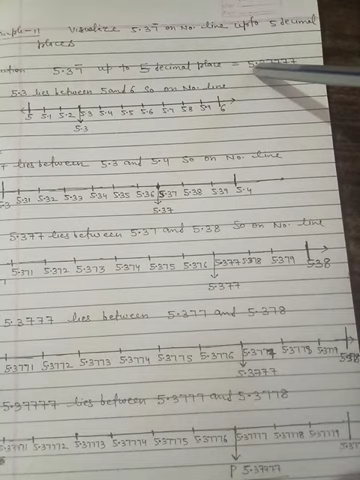 mple-11 Visualize 5.37̄ on No. line upto 5 decimal
places
ution 5.37̄ up to 5 decimal place = 5.37777
5.3 lies between 5 and 6 So on No. line
5 5.1 5.2 5.3 5.4 5.5 5.6 5.7 5.8 5.9 6
5.3
7 lies between 5.3 and 5.4 So on No. line
5.3 5.31 5.32 5.33 5.34 5.35 5.36 5.37 5.38 5.39 5.4
5.37
5.377 lies between 5.37 and 5.38 So on No. line
5.371 5.372 5.373 5.374 5.375 5.376 5.377 5.378 5.379 5.38
5.377
5.3777 lies between 5.377 and 5.378
5.3771 5.3772 5.3773 5.3774 5.3775 5.3776 5.3777 5.3778 5.3779
5.3777
5.37777 lies between 5.3777 and 5.3778
5.37771 5.37772 5.37773 5.37774 5.37775 5.37776 5.37777 5.37778 5.37779
P 5.37777